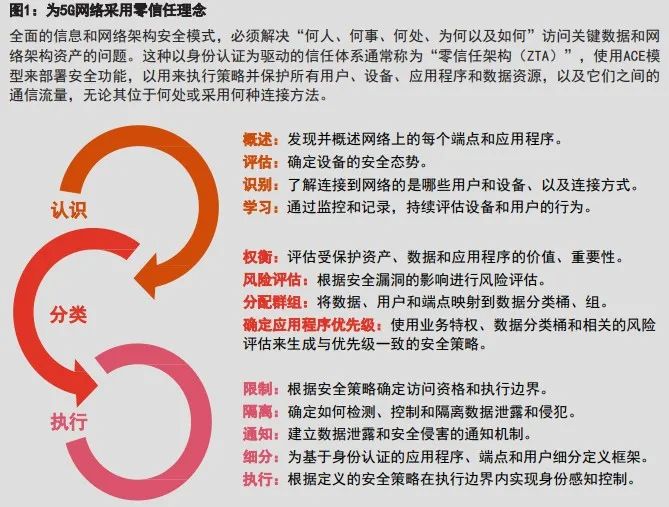 图1：为5G网络采用零信任理念
全面的信息和网络架构安全模式，必须解决“何人、何事、何处、为何以及如何”访问关键数据和网
络架构资产的问题。这种以身份认证为驱动的信任体系通常称为“零信任架构（ZTA）”，使用ACE模
型来部署安全功能，以用来执行策略并保护所有用户、设备、应用程序和数据资源，以及它们之间的
通信流量，无论其位于何处或采用何种连接方法。
认识
概述：发现并概述网络上的每个端点和应用程序。
评估：确定设备的安全态势。
识别：了解连接到网络的是哪些用户和设备、以及连接方式。
学习：通过监控和记录，持续评估设备和用户的行为。
分类
权衡：评估受保护资产、数据和应用程序的价值、重要性。
风险评估：根据安全漏洞的影响进行风险评估。
分配群组：将数据、用户和端点映射到数据分类桶、组。
确定应用程序优先级：使用业务特权、数据分类桶和相关的风险
评估来生成与优先级一致的安全策略。
执行
限制：根据安全策略确定访问资格和执行边界。
隔离：确定如何检测、控制和隔离数据泄露和侵犯。
通知：建立数据泄露和安全侵害的通知机制。
细分：为基于身份认证的应用程序、端点和用户细分定义框架。
执行：根据定义的安全策略在执行边界内实现身份感知控制。